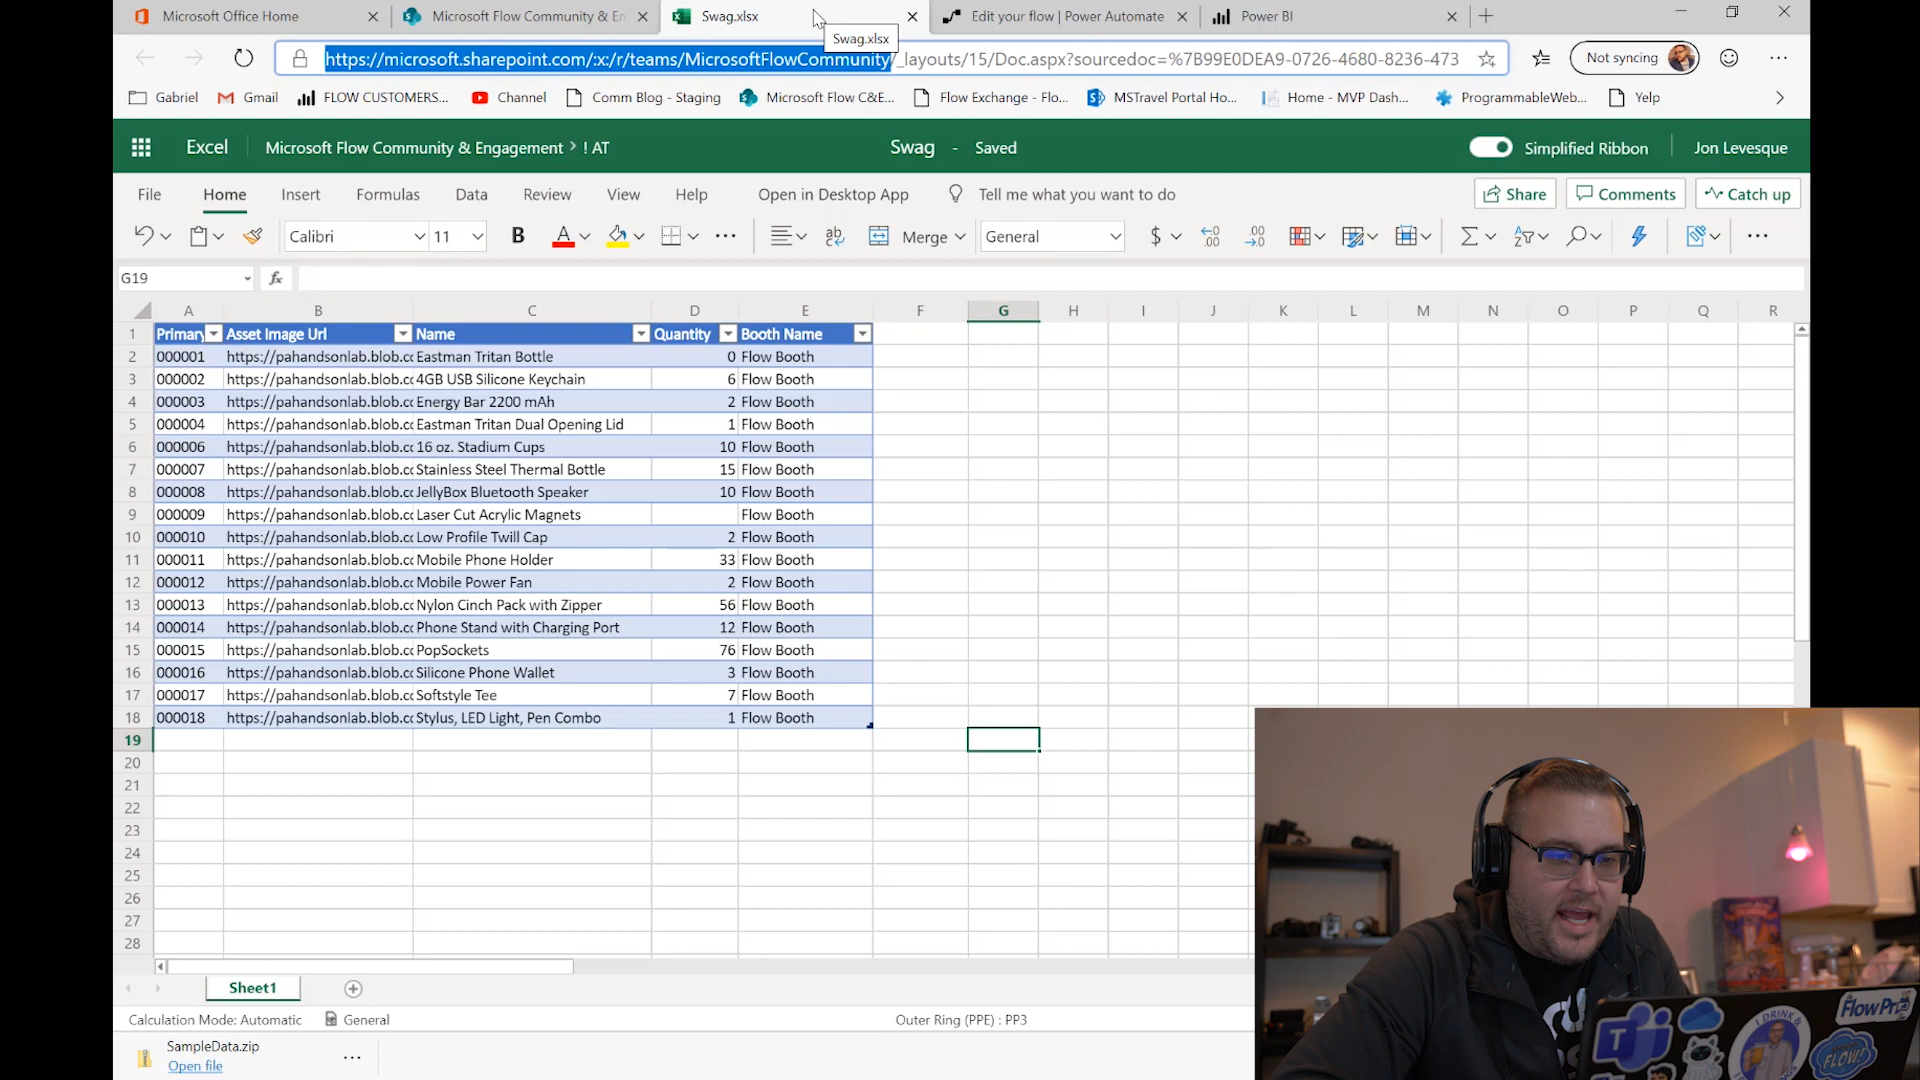 Microsoft Office Home
Microsoft Flow Community & En
Swag.xlsx
Edit your flow | Power Automate
Power BI
Swag.xlsx
https://microsoft.sharepoint.com/:x:/r/teams/MicrosoftFlowCommunity/_layouts/15/Doc.aspx?sourcedoc=%7B99E0DEA9-0726-4680-8236-473
Not syncing
Gabriel
Gmail
FLOW CUSTOMERS...
Channel
Comm Blog - Staging
Microsoft Flow C&E...
Flow Exchange - Flo...
MSTravel Portal Ho...
Home - MVP Dash...
ProgrammableWeb...
Yelp
Excel
Microsoft Flow Community & Engagement > ! AT
Swag - Saved
Simplified Ribbon
Jon Levesque
File
Home
Insert
Formulas
Data
Review
View
Help
Open in Desktop App
Tell me what you want to do
Share
Comments
Catch up
Calibri
11
B
A
ab
Merge
General
$
.00
.00
G19
fx
A B C D E F G H I J K L M N O P Q R
1 Primary Asset Image Url Name Quantity Booth Name
2 000001 https://pahandsonlab.blob.cc Eastman Tritan Bottle 0 Flow Booth
3 000002 https://pahandsonlab.blob.cc 4GB USB Silicone Keychain 6 Flow Booth
4 000003 https://pahandsonlab.blob.cc Energy Bar 2200 mAh 2 Flow Booth
5 000004 https://pahandsonlab.blob.cc Eastman Tritan Dual Opening Lid 1 Flow Booth
6 000006 https://pahandsonlab.blob.cc 16 oz. Stadium Cups 10 Flow Booth
7 000007 https://pahandsonlab.blob.cc Stainless Steel Thermal Bottle 15 Flow Booth
8 000008 https://pahandsonlab.blob.cc JellyBox Bluetooth Speaker 10 Flow Booth
9 000009 https://pahandsonlab.blob.cc Laser Cut Acrylic Magnets Flow Booth
10 000010 https://pahandsonlab.blob.cc Low Profile Twill Cap 2 Flow Booth
11 000011 https://pahandsonlab.blob.cc Mobile Phone Holder 33 Flow Booth
12 000012 https://pahandsonlab.blob.cc Mobile Power Fan 2 Flow Booth
13 000013 https://pahandsonlab.blob.cc Nylon Cinch Pack with Zipper 56 Flow Booth
14 000014 https://pahandsonlab.blob.cc Phone Stand with Charging Port 12 Flow Booth
15 000015 https://pahandsonlab.blob.cc PopSockets 76 Flow Booth
16 000016 https://pahandsonlab.blob.cc Silicone Phone Wallet 3 Flow Booth
17 000017 https://pahandsonlab.blob.cc Softstyle Tee 7 Flow Booth
18 000018 https://pahandsonlab.blob.cc Stylus, LED Light, Pen Combo 1 Flow Booth
19
20
21
22
23
24
25
26
27
28
Sheet1
Calculation Mode: Automatic
General
Outer Ring (PPE) : PP3
SampleData.zip
Open file
I DRINK &
FLOW!